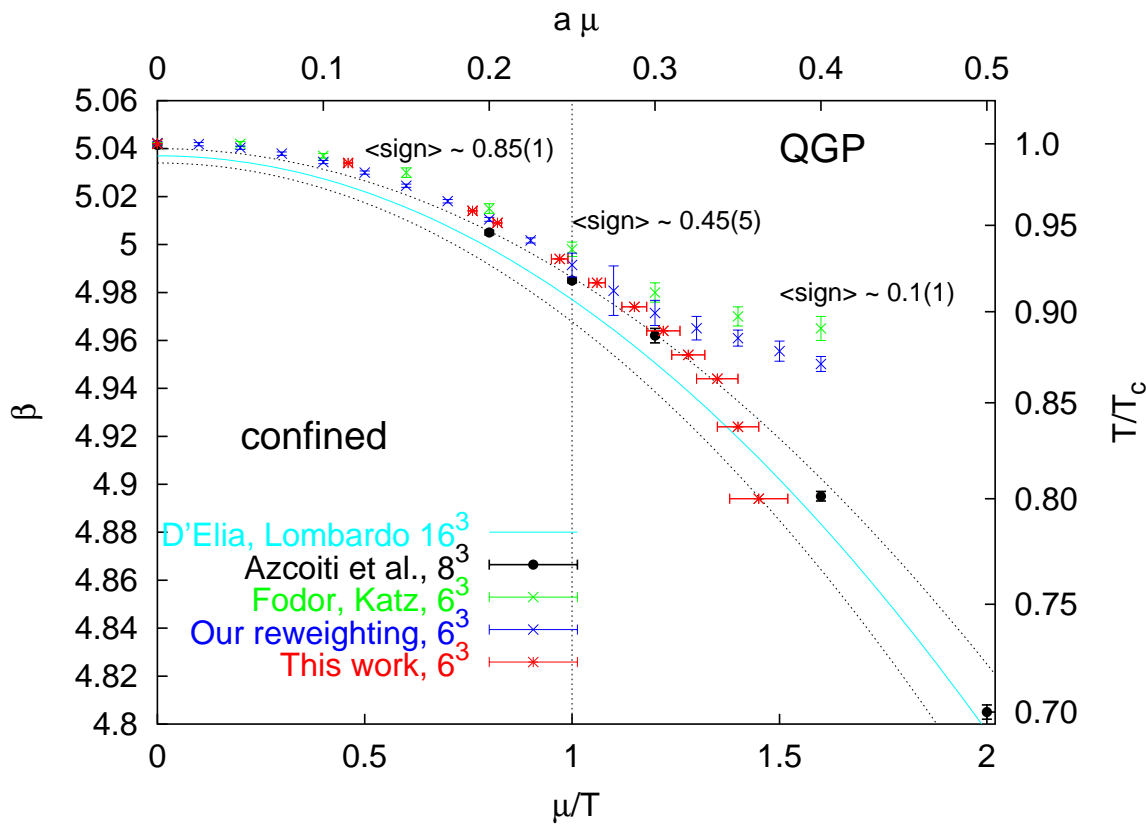 a μ
0 0.1 0.2 0.3 0.4 0.5
5.06
5.04
5.02
5
4.98
4.96
4.94
4.92
4.9
4.88
4.86
4.84
4.82
4.8
β
<sign> ~ 0.85(1)
QGP
<sign> ~ 0.45(5)
<sign> ~ 0.1(1)
confined
D'Elia, Lombardo 16³
Azcoiti et al., 8³
Fodor, Katz, 6³
Our reweighting, 6³
This work, 6³
1.00
0.95
0.90
0.85
0.80
0.75
0.70
T/T_c
0 0.5 1 1.5 2
μ/T